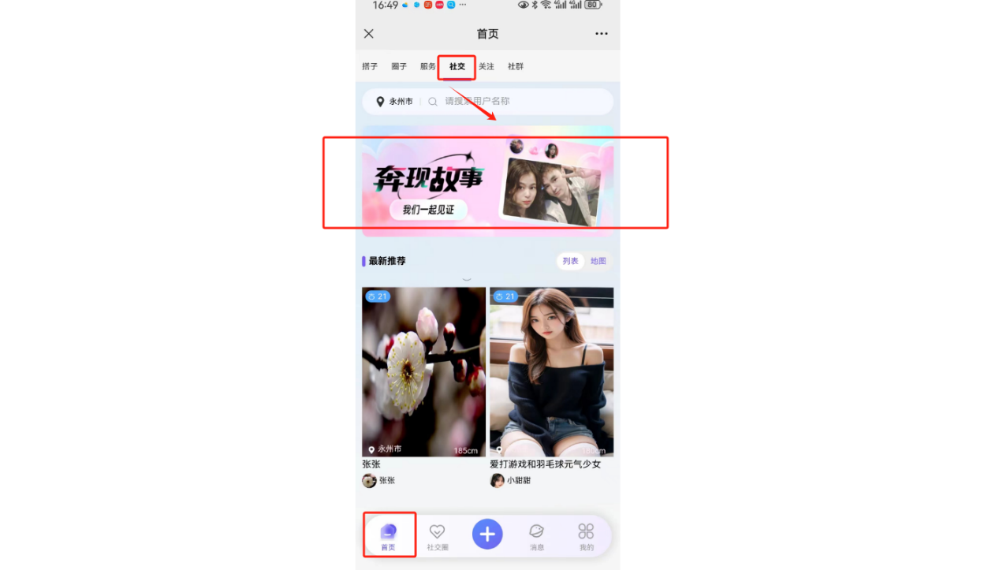 16:49
80
首页
搭子 圈子 服务 社交 关注 社群
永州市 请搜索用户名称
奔现故事
我们一起见证
最新推荐 列表 地图
21 21
永州市 185cm
张张 爱打游戏和羽毛球元气少女
张张 小甜甜
首页 社交圈 消息 我的